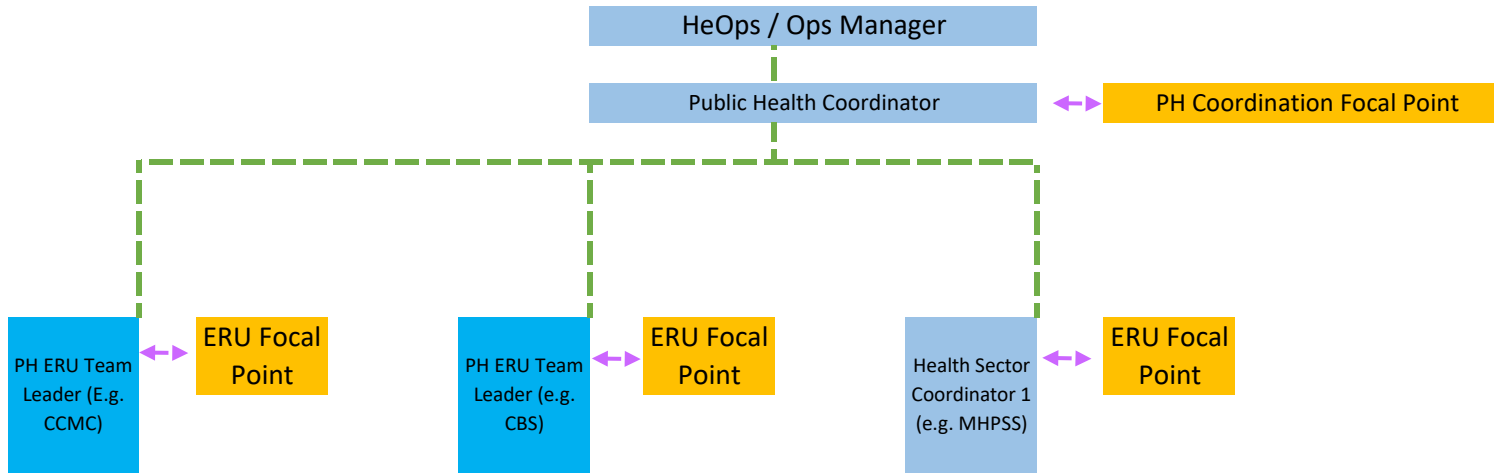 HeOps / Ops Manager
Public Health Coordinator
PH Coordination Focal Point
PH ERU Team
Leader (E.g.
CCMC)
ERU Focal
Point
PH ERU Team
Leader (e.g.
CBS)
ERU Focal
Point
Health Sector
Coordinator 1
(e.g. MHPSS)
ERU Focal
Point